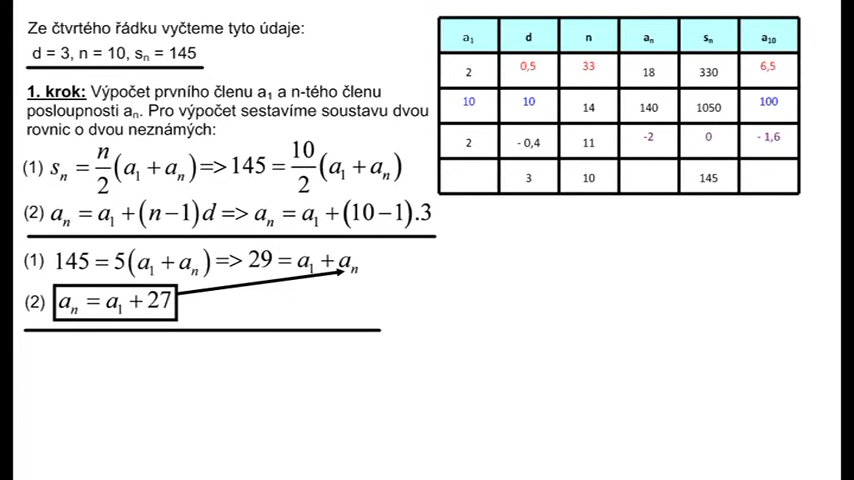 Ze čtvrtého řádku vyčteme tyto údaje:
d = 3, n = 10, sₙ = 145
1. krok: Výpočet prvního členu a₁ a n-tého členu
posloupnosti aₙ. Pro výpočet sestavíme soustavu dvou
rovnic o dvou neznámých:
(1) sₙ = n/2 (a₁ + aₙ) => 145 = 10/2 (a₁ + aₙ)
(2) aₙ = a₁ + (n − 1)d => aₙ = a₁ + (10 − 1).3
(1) 145 = 5(a₁ + aₙ) => 29 = a₁ + aₙ
(2) aₙ = a₁ + 27
a₁ d n aₙ sₙ a₁₀
2 0,5 33 18 330 6,5
10 10 14 140 1050 100
2 - 0,4 11 -2 0 - 1,6
3 10 145